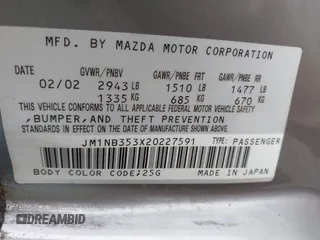 MFD. BY MAZDA MOTOR CORPORATION
GVWR/PNBV GAWR/PNBE FRT GAWR/PNBE RR
02/02 2943 LB 1510 LB 1477 LB
1335 KG 685 KG 670 KG
THIS VEHICLE CONFORMS TO ALL APPLICABLE FEDERAL MOTOR VEHICLE SAFETY
,BUMPER,AND THEFT PREVENTION
STANDARDS IN EFFECT ON THE DATE OF MANUFACTURE SHOWN ABOVE.
JM1NB353X20227591 TYPE: PASSENGER
BODY COLOR CODE:25G MADE IN JAPAN
DREAMBID